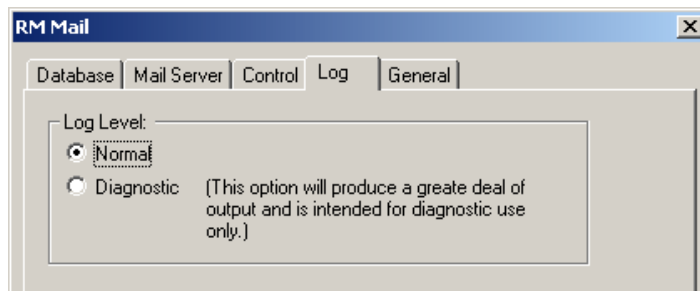 RM Mail
Database Mail Server Control Log General
Log Level:
Normal
Diagnostic (This option will produce a greate deal of
output and is intended for diagnostic use
only.)